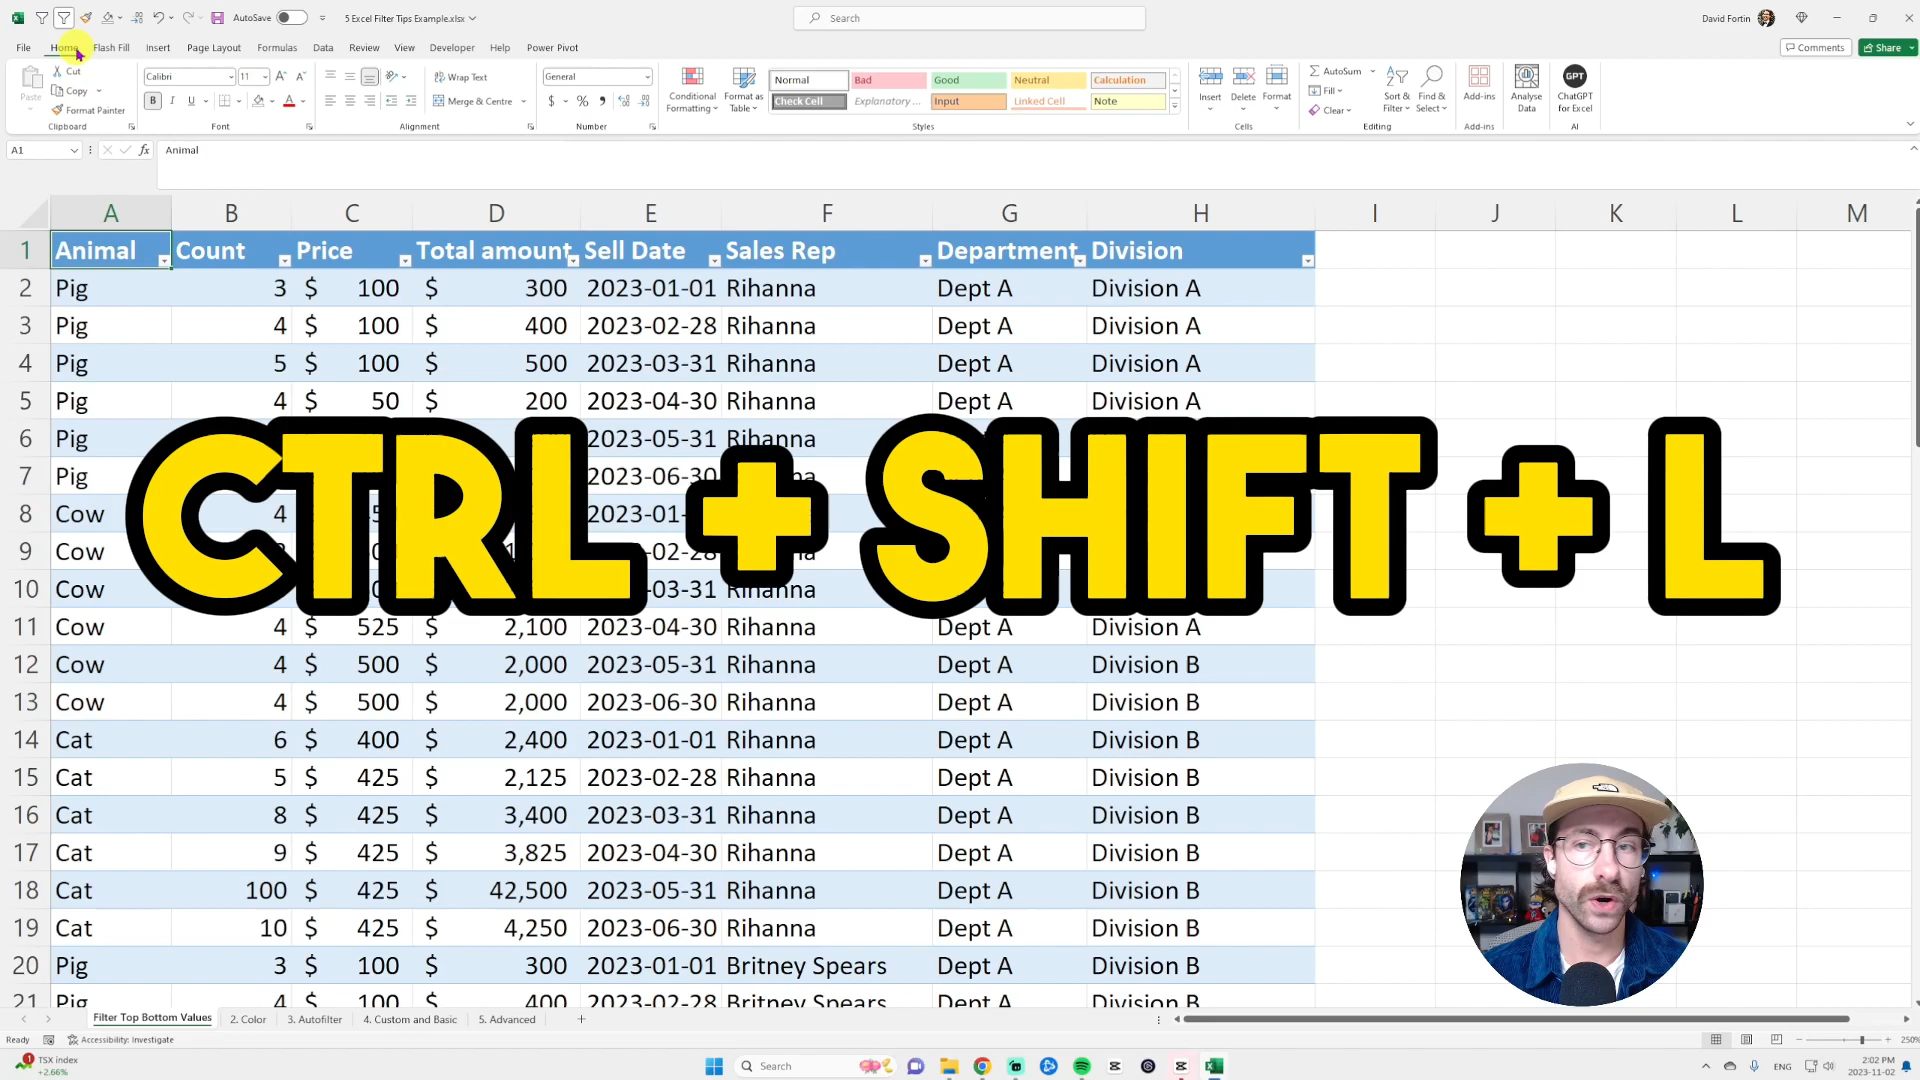 AutoSave
5 Excel Filter Tips Example.xlsx
Search
David Fortin
File Home Flash Fill Insert Page Layout Formulas Data Review View Developer Help Power Pivot
Comments Share
Paste
Cut
Copy
Format Painter
Clipboard
Calibri 11
B I U
Font
Wrap Text
Merge & Centre
Alignment
General
$ % 9
Number
Conditional Formatting
Format as Table
Normal Bad Good Neutral Calculation
Check Cell Explanatory ... Input Linked Cell Note
Styles
Insert Delete Format
Cells
AutoSum
Fill
Clear
Sort & Filter
Find & Select
Editing
Add-ins
Add-ins
Analyse Data
GPT
ChatGPT for Excel
AI
A1 fx Animal
A B C D E F G H I J K L M
1 Animal Count Price Total amount Sell Date Sales Rep Department Division
2 Pig 3 $ 100 $ 300 2023-01-01 Rihanna Dept A Division A
3 Pig 4 $ 100 $ 400 2023-02-28 Rihanna Dept A Division A
4 Pig 5 $ 100 $ 500 2023-03-31 Rihanna Dept A Division A
5 Pig 4 $ 50 $ 200 2023-04-30 Rihanna Dept A Division A
6 Pig 2023-05-31 Rihanna Dept A Division A
7 Pig 2023-06-30
8 Cow 4
9 Cow
10 Cow
CTRL + SHIFT + L
11 Cow 4 $ 525 $ 2,100 2023-04-30 Rihanna Dept A Division A
12 Cow 4 $ 500 $ 2,000 2023-05-31 Rihanna Dept A Division B
13 Cow 4 $ 500 $ 2,000 2023-06-30 Rihanna Dept A Division B
14 Cat 6 $ 400 $ 2,400 2023-01-01 Rihanna Dept A Division B
15 Cat 5 $ 425 $ 2,125 2023-02-28 Rihanna Dept A Division B
16 Cat 8 $ 425 $ 3,400 2023-03-31 Rihanna Dept A Division B
17 Cat 9 $ 425 $ 3,825 2023-04-30 Rihanna Dept A Division B
18 Cat 100 $ 425 $ 42,500 2023-05-31 Rihanna Dept A Division B
19 Cat 10 $ 425 $ 4,250 2023-06-30 Rihanna Dept A Division B
20 Pig 3 $ 100 $ 300 2023-01-01 Britney Spears Dept A Division B
21 Pig 4 $ 100 $ 400 2023-02-28 Britney Spears Dept A Division B
Filter Top Bottom Values 2. Color 3. Autofilter 4. Custom and Basic 5. Advanced
Ready Accessibility: Investigate 250%
TSX index
+2.66%
Search
ENG
2:02 PM
2023-11-02